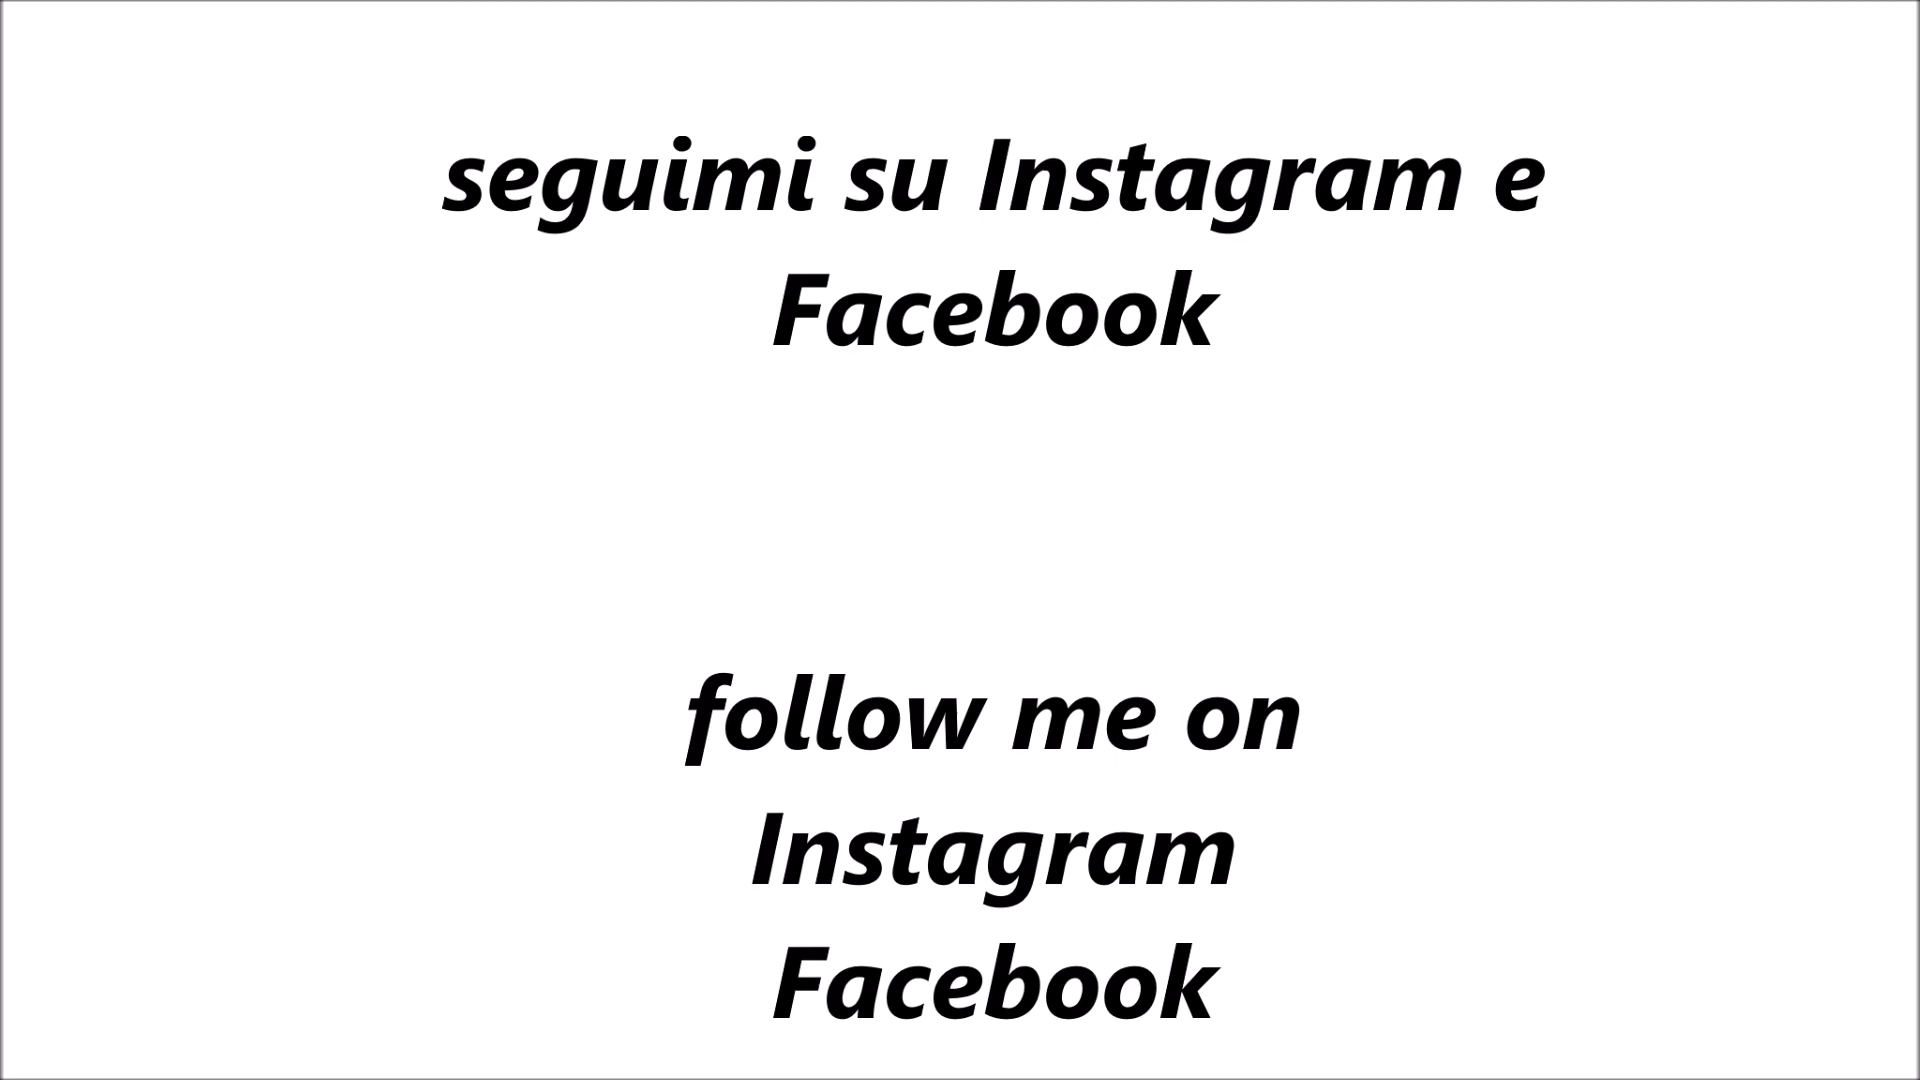 seguimi su Instagram e
Facebook
follow me on
Instagram
Facebook